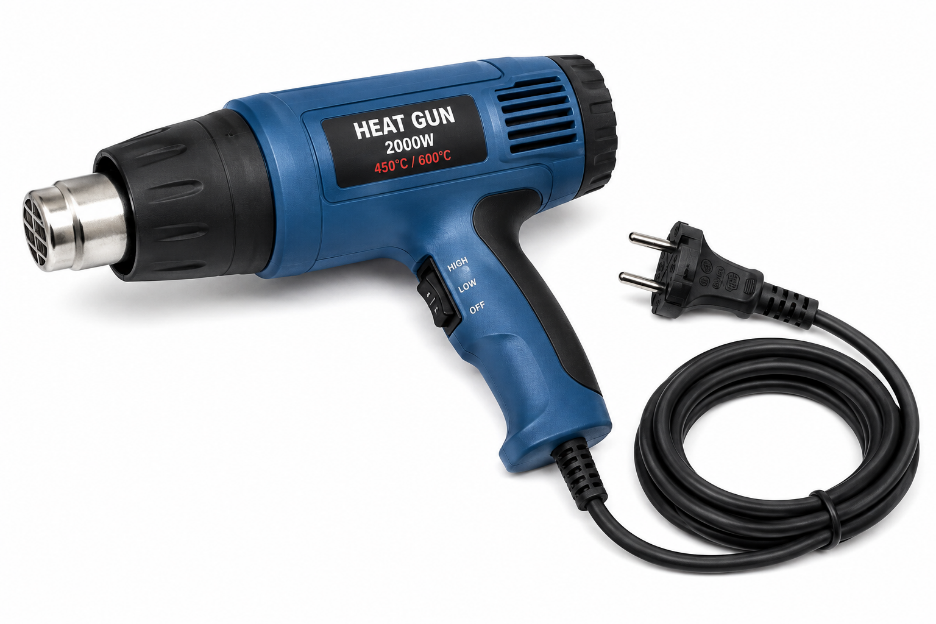 HEAT GUN
2000W
450°C / 600°C
HIGH
LOW
OFF